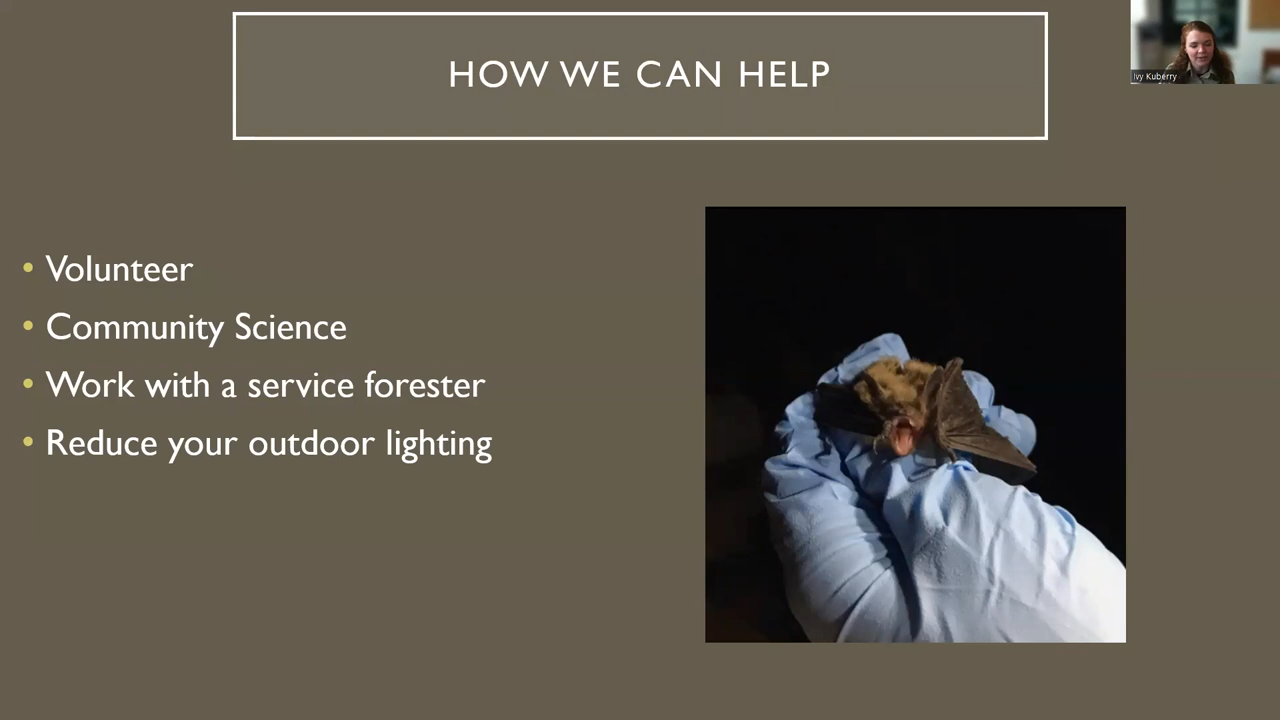 HOW WE CAN HELP
Ivy Kuberry
• Volunteer
• Community Science
• Work with a service forester
• Reduce your outdoor lighting